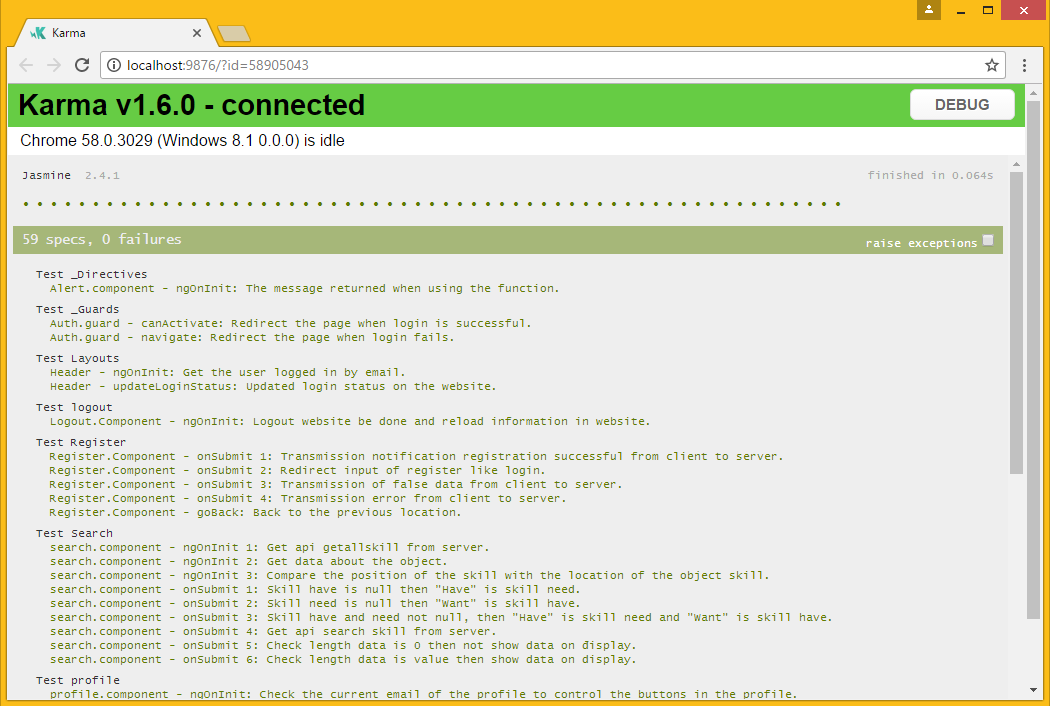 Karma
localhost:9876/?id=58905043
Karma v1.6.0 - connected
DEBUG
Chrome 58.0.3029 (Windows 8.1 0.0.0) is idle
Jasmine 2.4.1
finished in 0.064s
59 specs, 0 failures
raise exceptions
Test _Directives
Alert.component - ngOnInit: The message returned when using the function.
Test _Guards
Auth.guard - canActivate: Redirect the page when login is successful.
Auth.guard - navigate: Redirect the page when login fails.
Test Layouts
Header - ngOnInit: Get the user logged in by email.
Header - updateLoginStatus: Updated login status on the website.
Test logout
Logout.Component - ngOnInit: Logout website be done and reload information in website.
Test Register
Register.Component - onSubmit 1: Transmission notification registration successful from client to server.
Register.Component - onSubmit 2: Redirect input of register like login.
Register.Component - onSubmit 3: Transmission of false data from client to server.
Register.Component - onSubmit 4: Transmission error from client to server.
Register.Component - goBack: Back to the previous location.
Test Search
search.component - ngOnInit 1: Get api getallskill from server.
search.component - ngOnInit 2: Get data about the object.
search.component - ngOnInit 3: Compare the position of the skill with the location of the object skill.
search.component - onSubmit 1: Skill have is null then "Have" is skill need.
search.component - onSubmit 2: Skill need is null then "Want" is skill have.
search.component - onSubmit 3: Skill have and need not null, then "Have" is skill need and "Want" is skill have.
search.component - onSubmit 4: Get api search skill from server.
search.component - onSubmit 5: Check length data is 0 then not show data on display.
search.component - onSubmit 6: Check length data is value then show data on display.
Test profile
profile.component - ngOnInit: Check the current email of the profile to control the buttons in the profile.